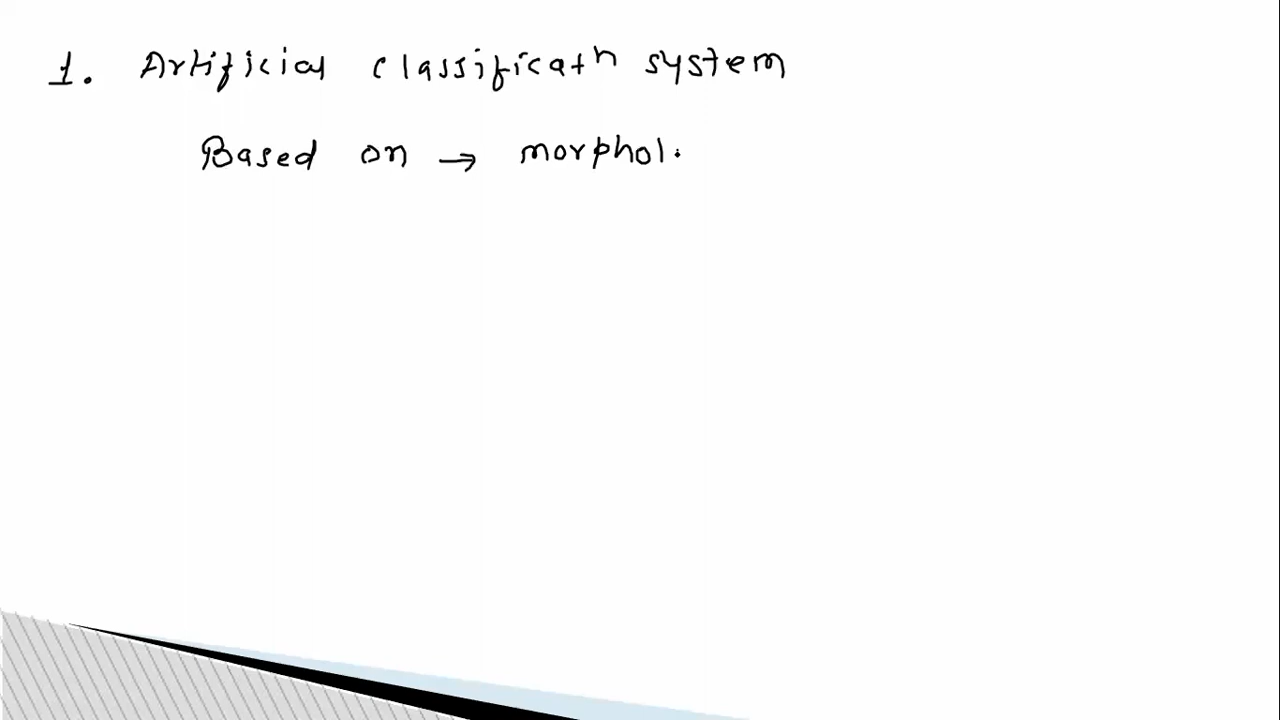 1. Artificial classificatn system
Based on → morphol.